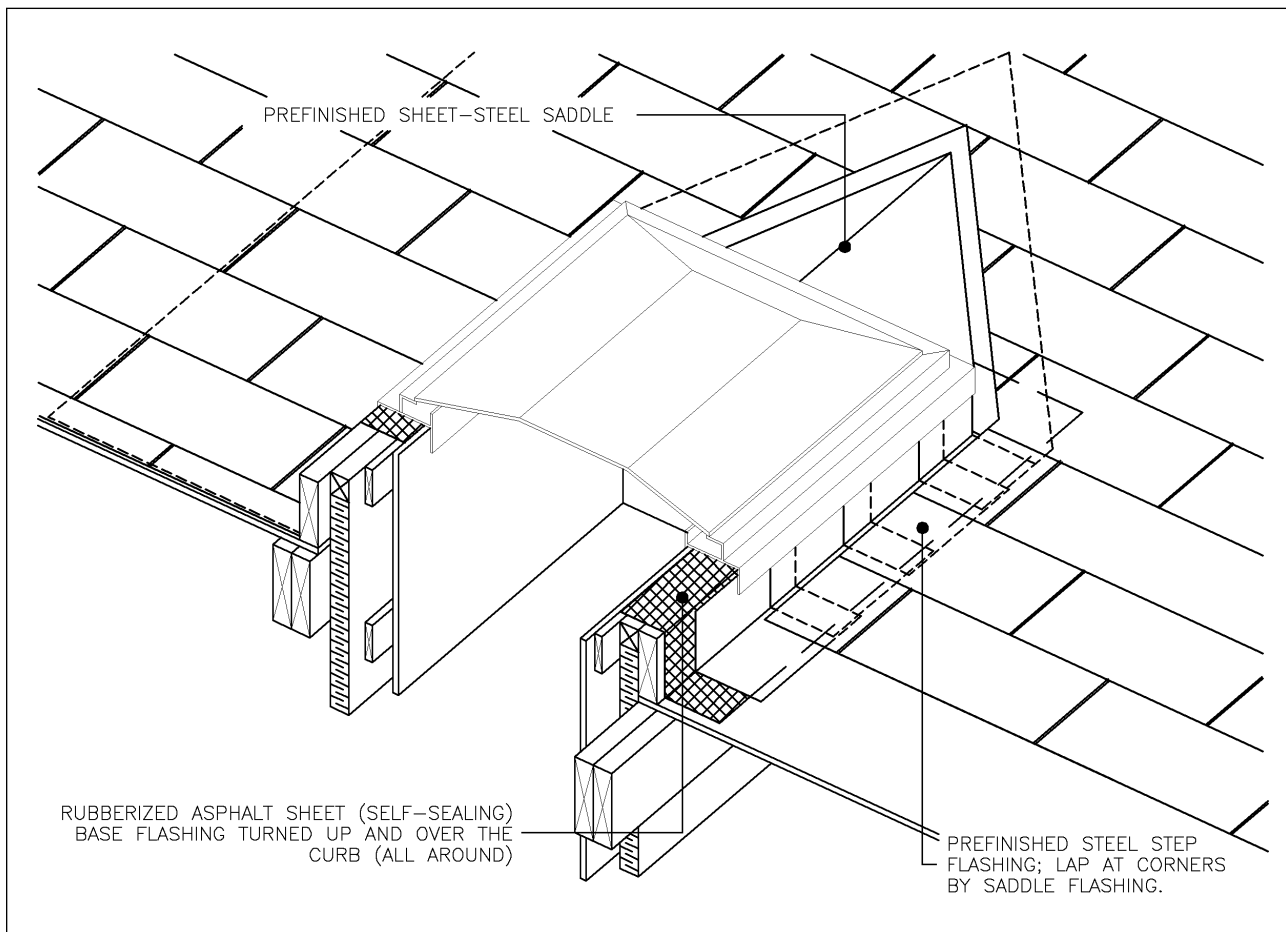 PREFINISHED SHEET-STEEL SADDLE
RUBBERIZED ASPHALT SHEET (SELF-SEALING)
BASE FLASHING TURNED UP AND OVER THE
CURB (ALL AROUND)
PREFINISHED STEEL STEP
FLASHING; LAP AT CORNERS
BY SADDLE FLASHING.